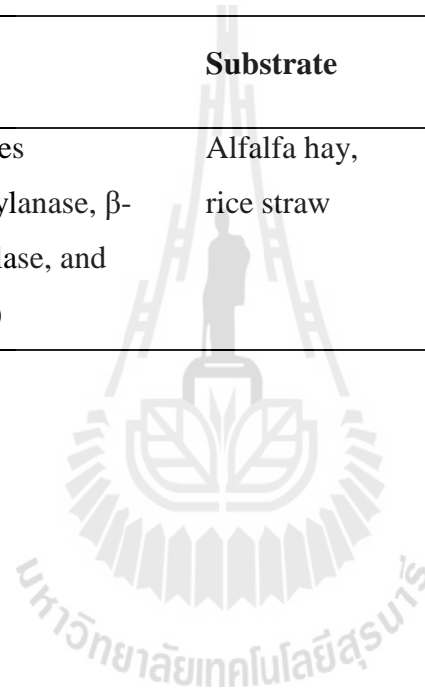 Substrate
es Alfalfa hay,
ylanase, β- rice straw
lase, and
)
มหาวิทยาลัยเทคโนโลยีสุรนารี